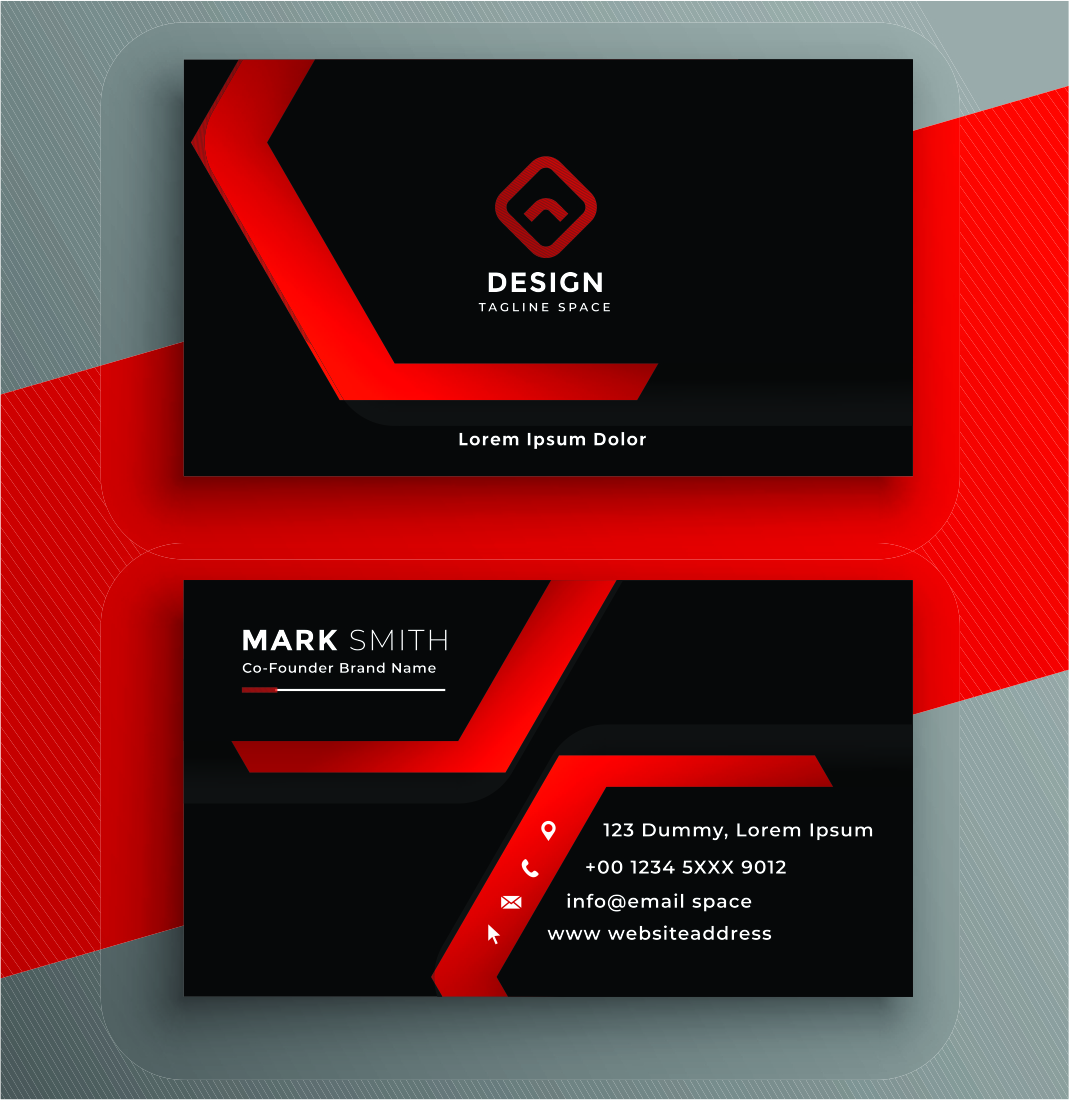 DESIGN
TAGLINE SPACE
Lorem Ipsum Dolor
MARK SMITH
Co-Founder Brand Name
123 Dummy, Lorem Ipsum
+00 1234 5XXX 9012
info@email space
www websiteaddress